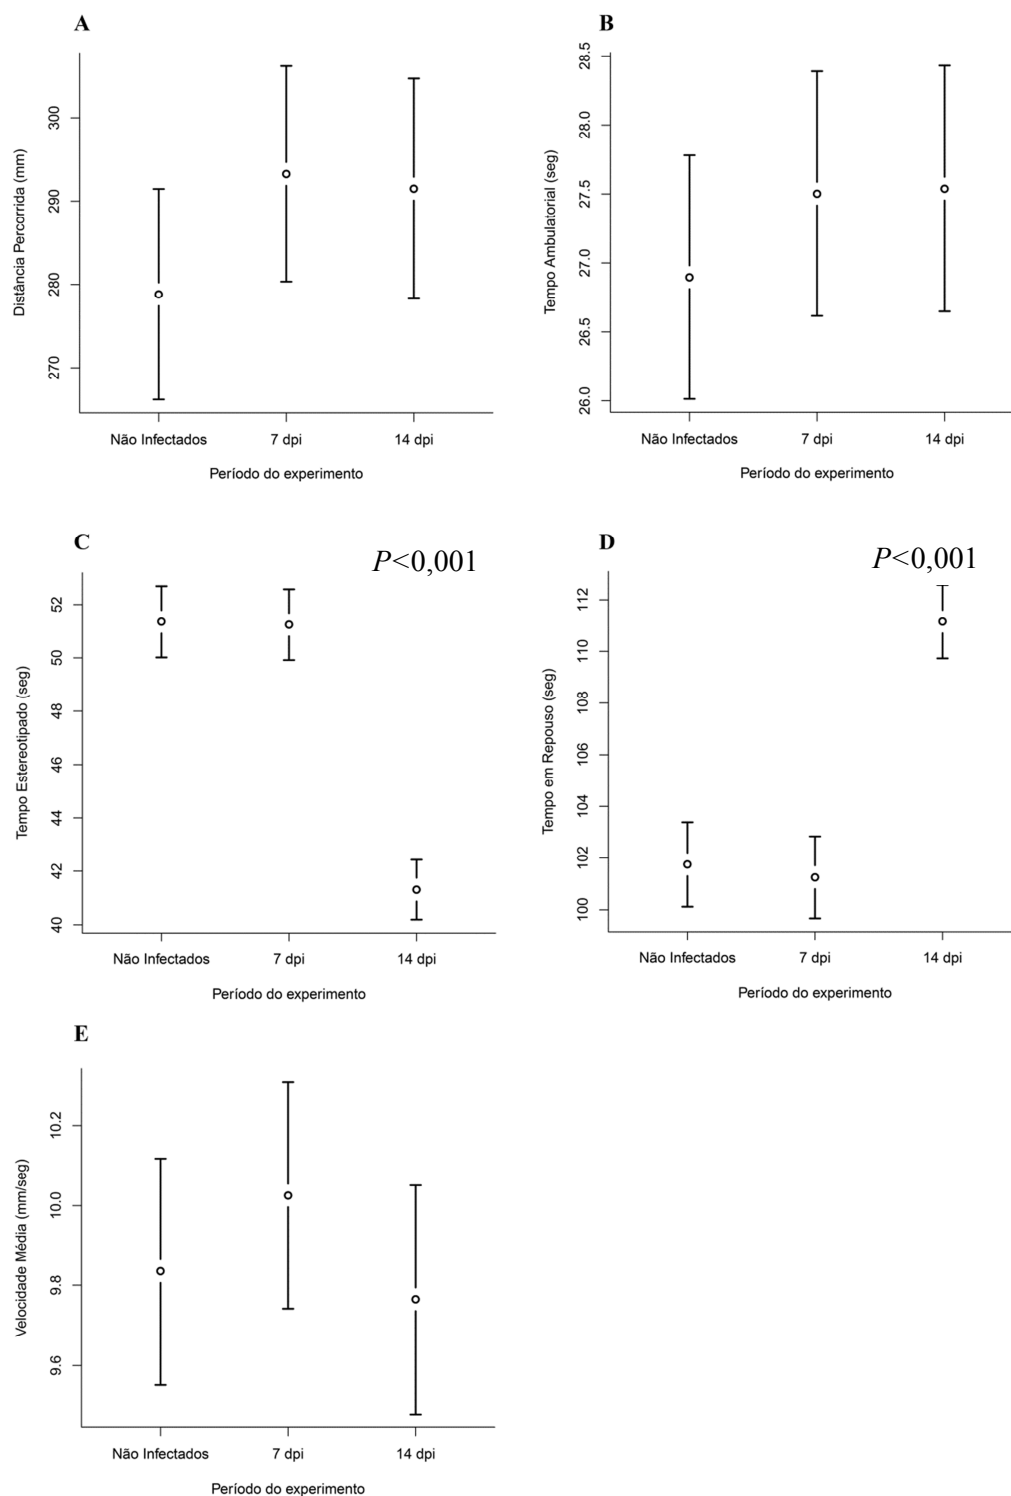 A
Distância Percorrida (mm)
300
290
280
270
Não Infectados
7 dpi
14 dpi
Período do experimento
B
Tempo Ambulatorial (seg)
28.5
28.0
27.5
27.0
26.5
26.0
Não Infectados
7 dpi
14 dpi
Período do experimento
C
P<0,001
Tempo Estereotipado (seg)
52
50
48
46
44
42
40
Não Infectados
7 dpi
14 dpi
Período do experimento
D
P<0,001
Tempo em Repouso (seg)
112
110
108
106
104
102
100
Não Infectados
7 dpi
14 dpi
Período do experimento
E
Velocidade Média (mm/seg)
10.2
10.0
9.8
9.6
Não Infectados
7 dpi
14 dpi
Período do experimento